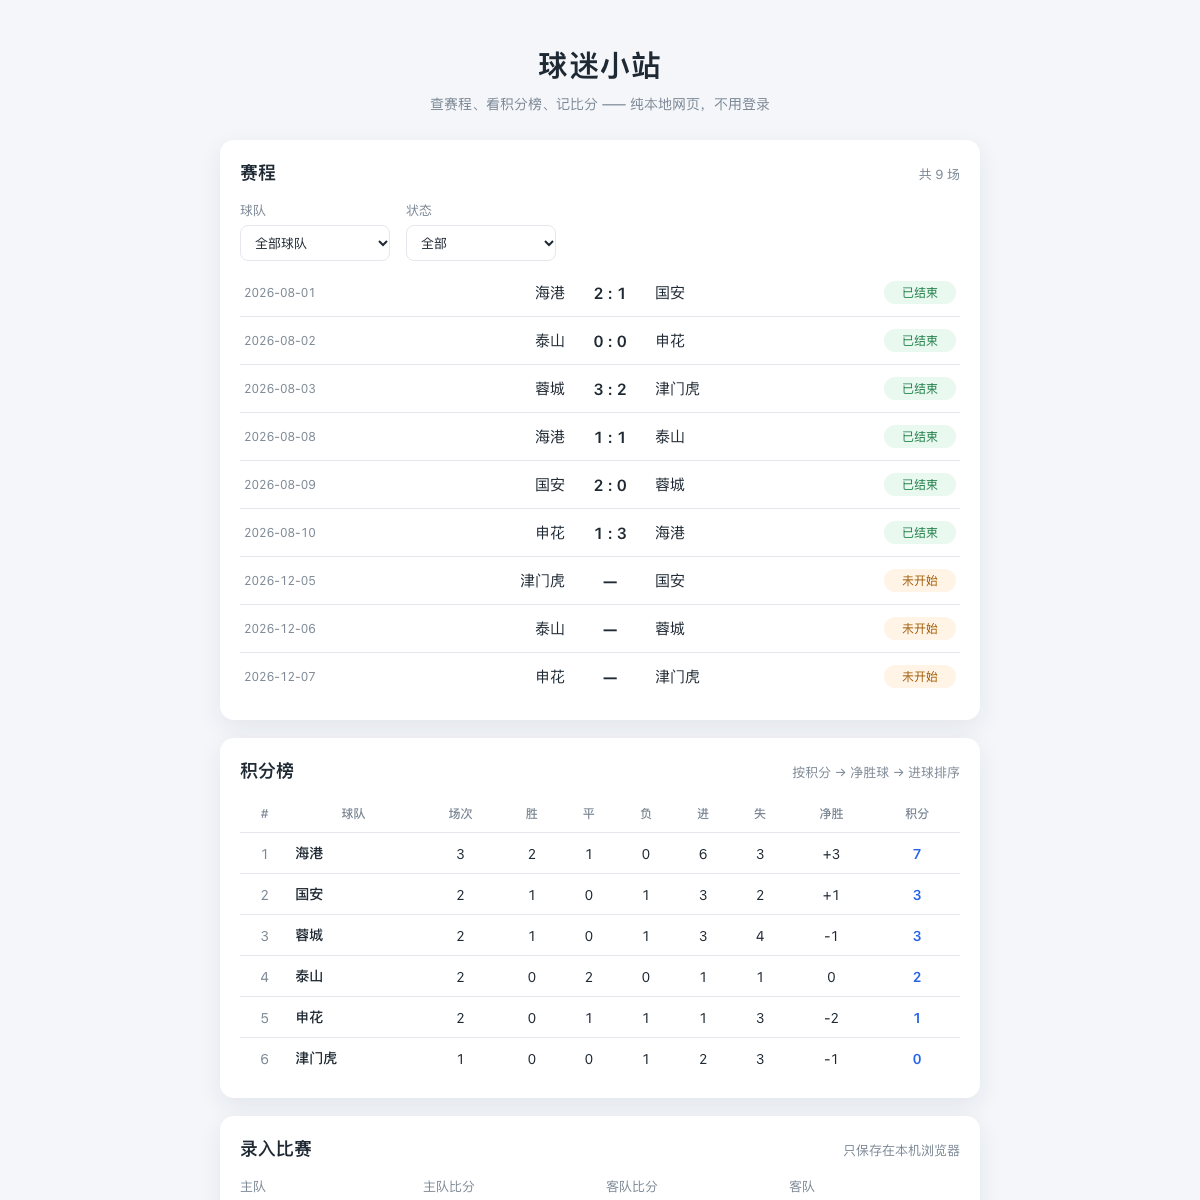 球迷小站
查赛程、看积分榜、记比分 —— 纯本地网页，不用登录
赛程 共 9 场
球队 状态
全部球队 全部
2026-08-01 海港 2 : 1 国安 已结束
2026-08-02 泰山 0 : 0 申花 已结束
2026-08-03 蓉城 3 : 2 津门虎 已结束
2026-08-08 海港 1 : 1 泰山 已结束
2026-08-09 国安 2 : 0 蓉城 已结束
2026-08-10 申花 1 : 3 海港 已结束
2026-12-05 津门虎 — 国安 未开始
2026-12-06 泰山 — 蓉城 未开始
2026-12-07 申花 — 津门虎 未开始
积分榜 按积分 → 净胜球 → 进球排序
# 球队 场次 胜 平 负 进 失 净胜 积分
1 海港 3 2 1 0 6 3 +3 7
2 国安 2 1 0 1 3 2 +1 3
3 蓉城 2 1 0 1 3 4 -1 3
4 泰山 2 0 2 0 1 1 0 2
5 申花 2 0 1 1 1 3 -2 1
6 津门虎 1 0 0 1 2 3 -1 0
录入比赛 只保存在本机浏览器
主队 主队比分 客队比分 客队